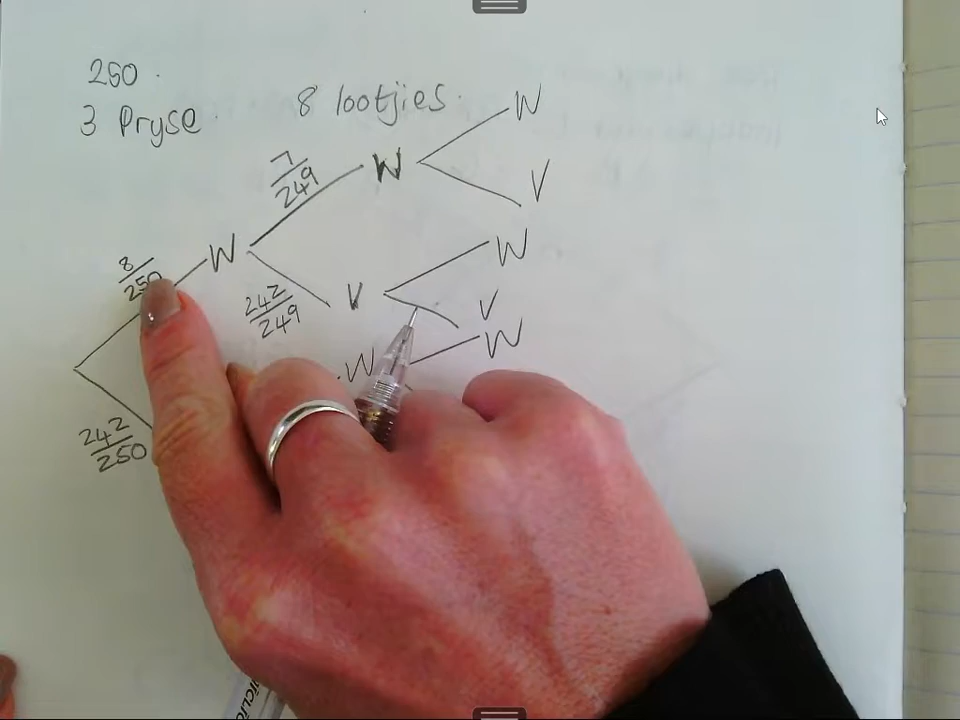 250.
3 Pryse. 8 lootjies.
W
7/249 W
V
8/250 W
W
242/249 V
V
W
W
242/250